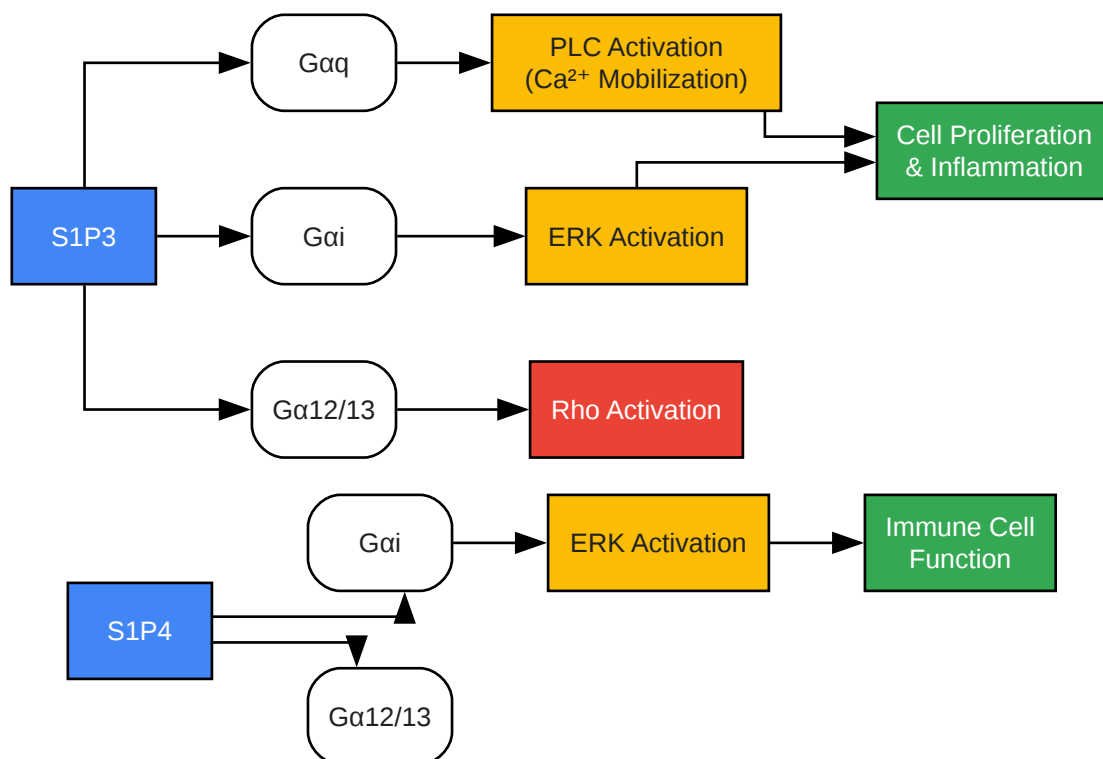 Gαq
PLC Activation
(Ca²⁺ Mobilization)
Cell Proliferation
& Inflammation
S1P3
Gαi
ERK Activation
Gα12/13
Rho Activation
Gαi
ERK Activation
Immune Cell
Function
S1P4
Gα12/13